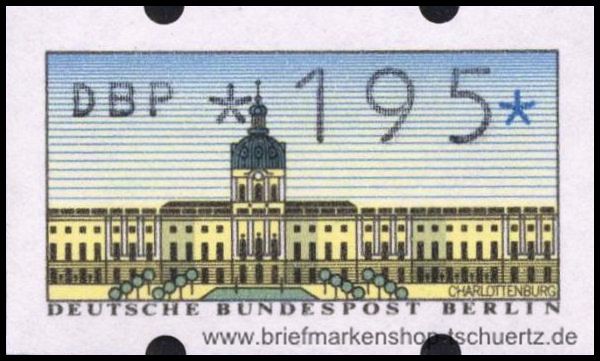 DBP *195*
CHARLOTTENBURG
DEUTSCHE BUNDESPOST BERLIN
www.briefmarkenshop-tschuertz.de